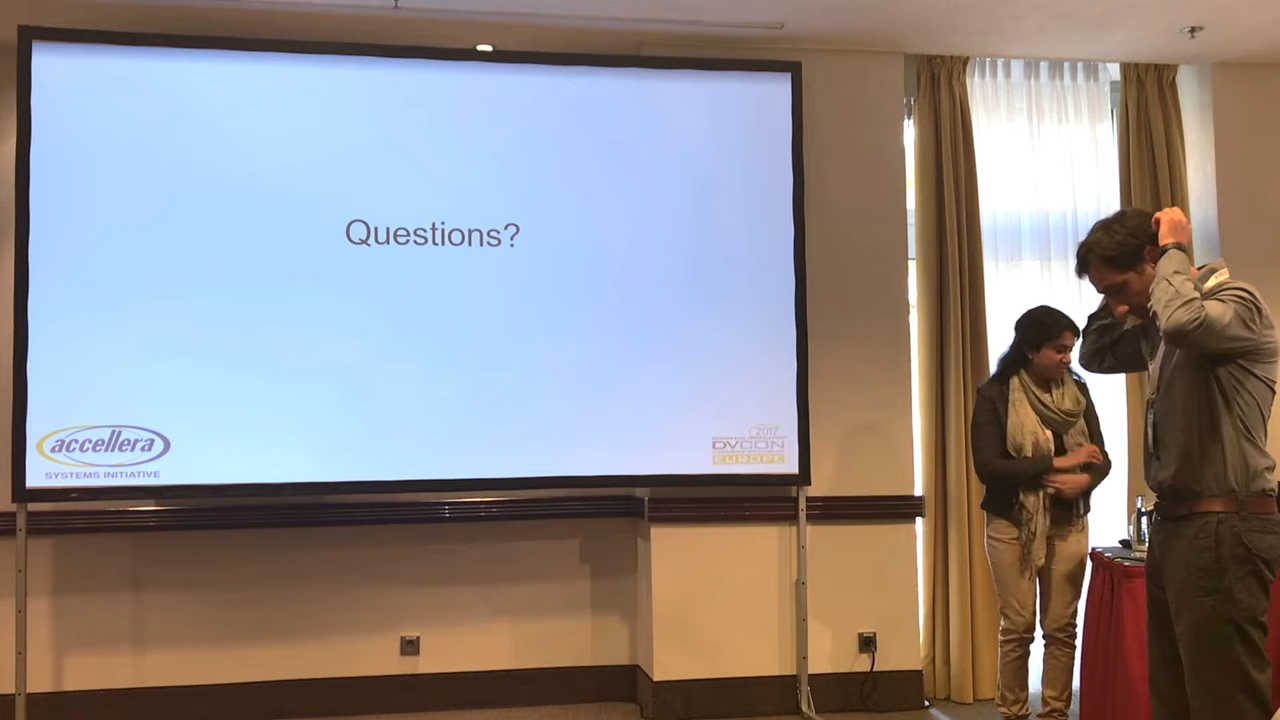 Questions?
accellera
SYSTEMS INITIATIVE
2017
DVCON
EUROPE